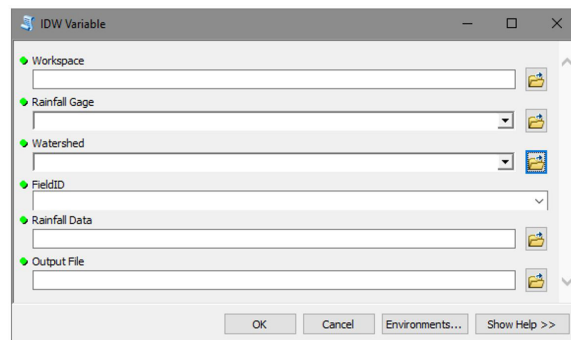 IDW Variable
Workspace
Rainfall Gage
Watershed
FieldID
Rainfall Data
Output File
OK Cancel Environments... Show Help >>